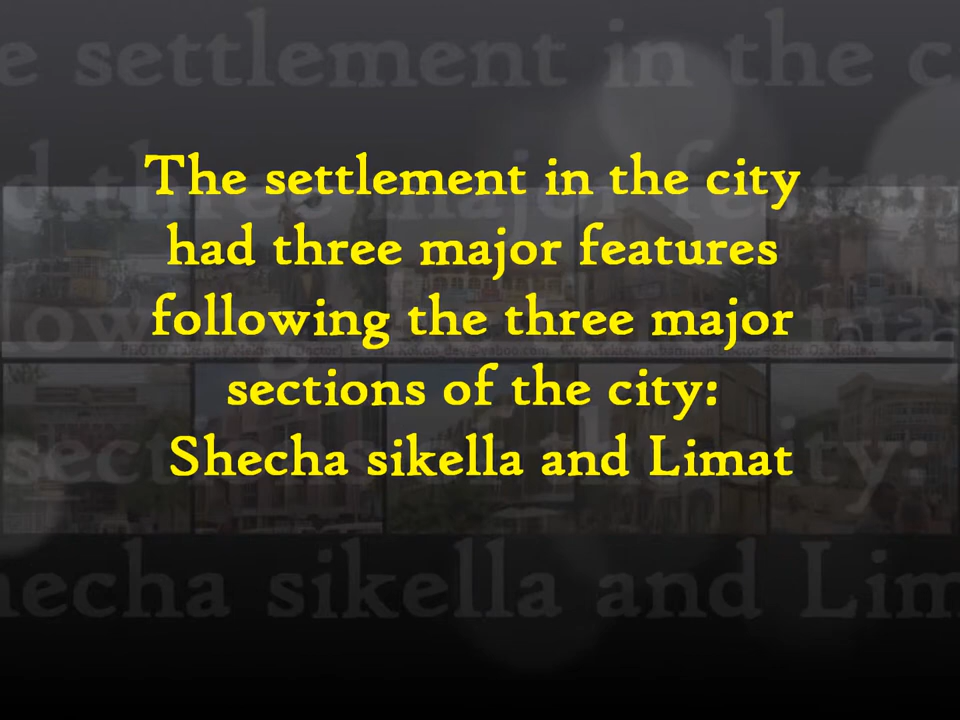 The settlement in the city
had three major features
following the three major
sections of the city:
Shecha sikella and Limat